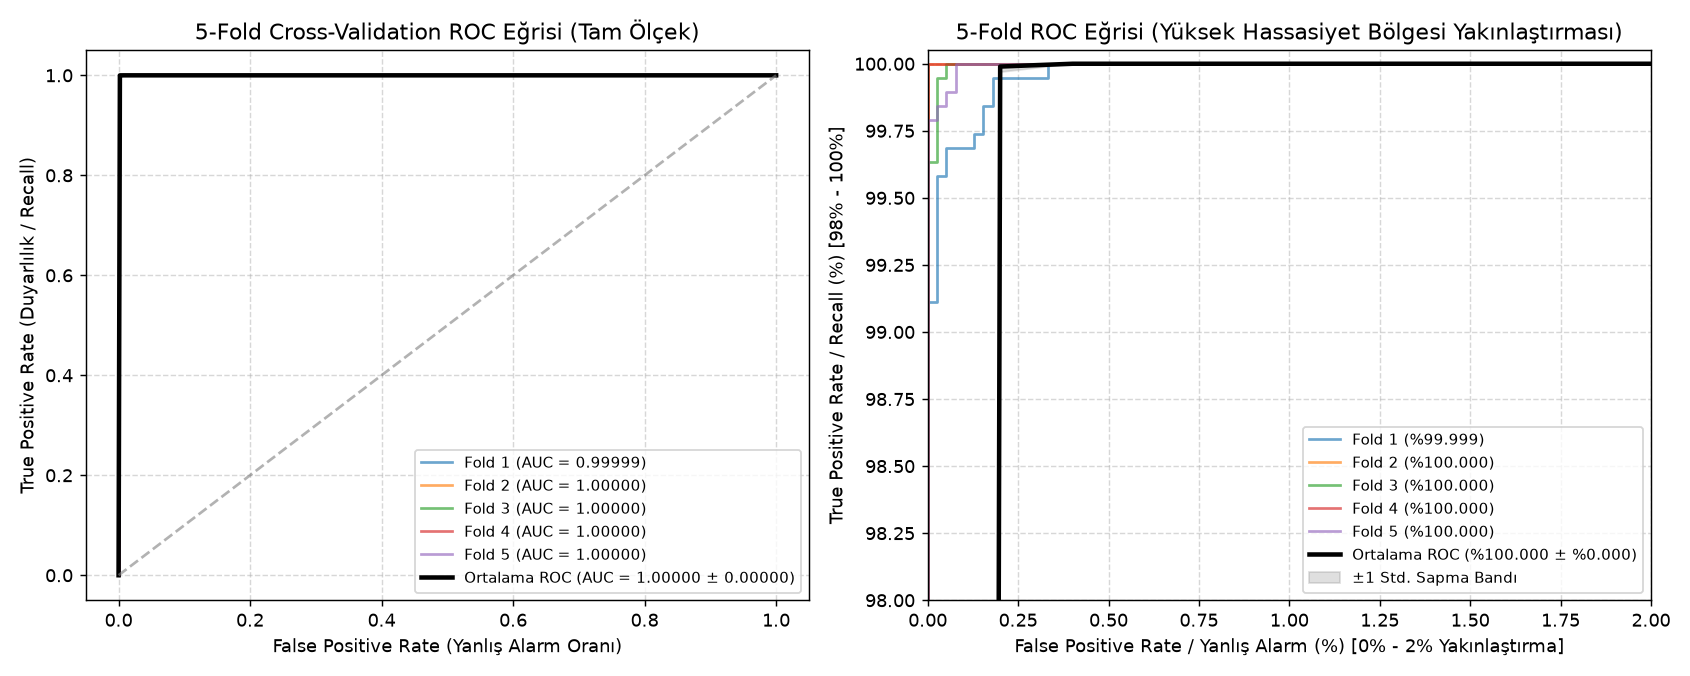 5-Fold Cross-Validation ROC Eğrisi (Tam Ölçek)
True Positive Rate (Duyarlılık / Recall)
1.0
0.8
0.6
0.4
0.2
0.0
0.0 0.2 0.4 0.6 0.8 1.0
False Positive Rate (Yanlış Alarm Oranı)
Fold 1 (AUC = 0.99999)
Fold 2 (AUC = 1.00000)
Fold 3 (AUC = 1.00000)
Fold 4 (AUC = 1.00000)
Fold 5 (AUC = 1.00000)
Ortalama ROC (AUC = 1.00000 ± 0.00000)
5-Fold ROC Eğrisi (Yüksek Hassasiyet Bölgesi Yakınlaştırması)
True Positive Rate / Recall (%) [98% - 100%]
100.00
99.75
99.50
99.25
99.00
98.75
98.50
98.25
98.00
0.00 0.25 0.50 0.75 1.00 1.25 1.50 1.75 2.00
False Positive Rate / Yanlış Alarm (%) [0% - 2% Yakınlaştırma]
Fold 1 (%99.999)
Fold 2 (%100.000)
Fold 3 (%100.000)
Fold 4 (%100.000)
Fold 5 (%100.000)
Ortalama ROC (%100.000 ± %0.000)
±1 Std. Sapma Bandı